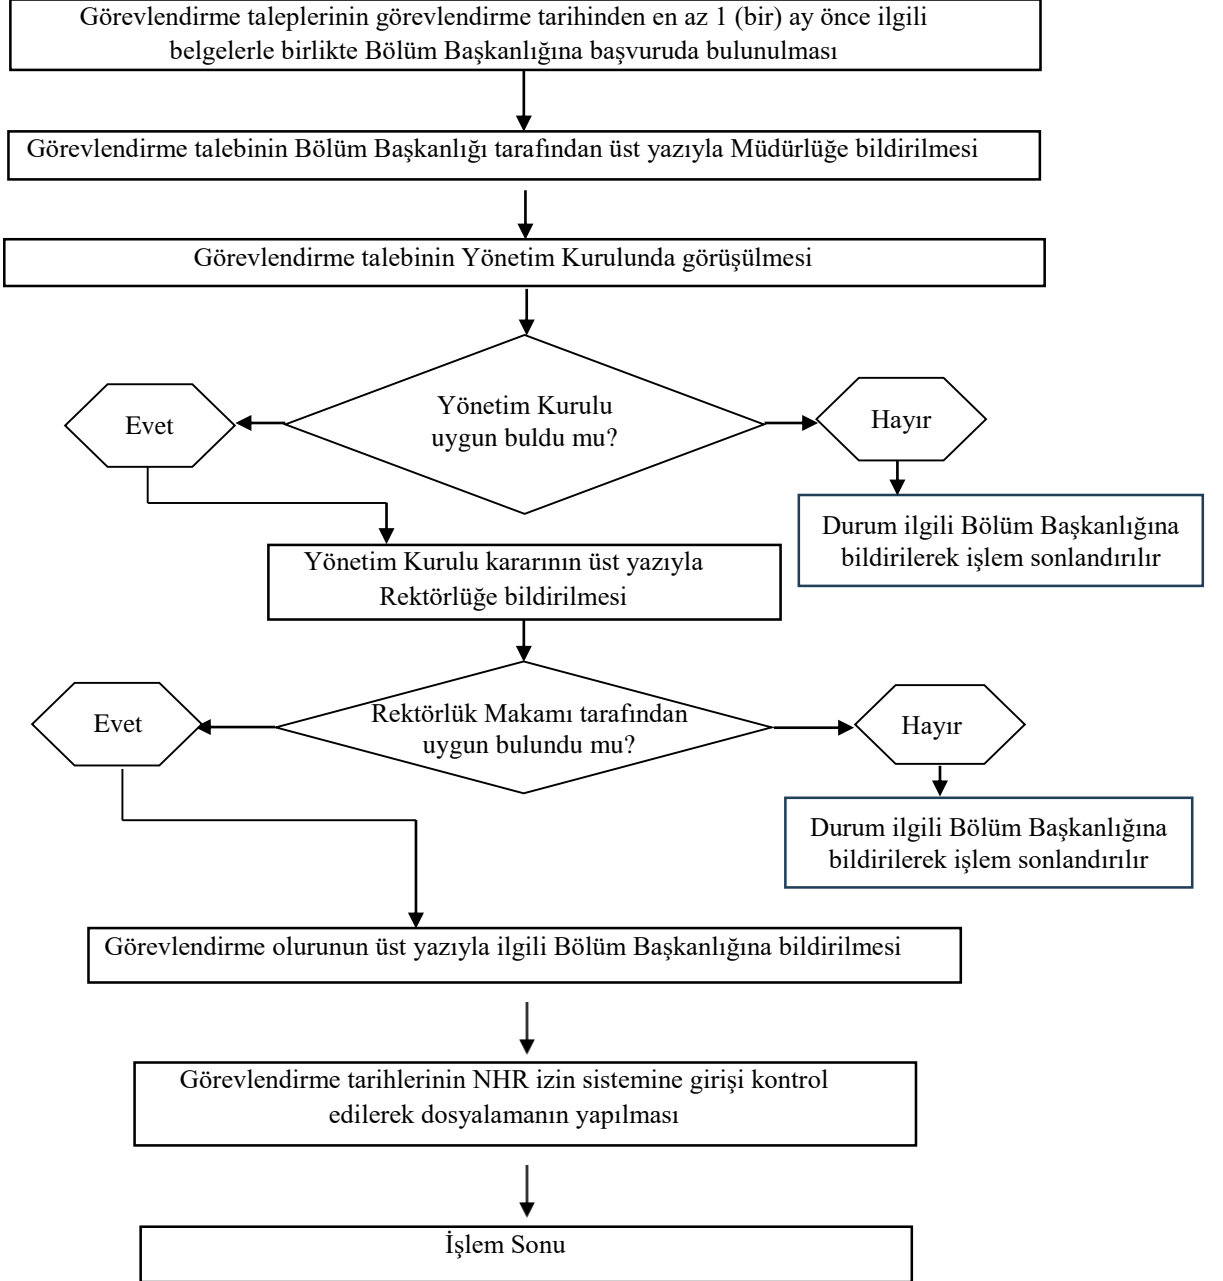 Görevlendirme taleplerinin görevlendirme tarihinden en az 1 (bir) ay önce ilgili
belgelerle birlikte Bölüm Başkanlığına başvuruda bulunulması
Görevlendirme talebinin Bölüm Başkanlığı tarafından üst yazıyla Müdürlüğe bildirilmesi
Görevlendirme talebinin Yönetim Kurulunda görüşülmesi
Yönetim Kurulu
uygun buldu mu?
Evet
Hayır
Durum ilgili Bölüm Başkanlığına
bildirilerek işlem sonlandırılır
Yönetim Kurulu kararının üst yazıyla
Rektörlüğe bildirilmesi
Rektörlük Makamı tarafından
uygun bulundu mu?
Evet
Hayır
Durum ilgili Bölüm Başkanlığına
bildirilerek işlem sonlandırılır
Görevlendirme olurunun üst yazıyla ilgili Bölüm Başkanlığına bildirilmesi
Görevlendirme tarihlerinin NHR izin sistemine girişi kontrol
edilerek dosyalamanın yapılması
İşlem Sonu